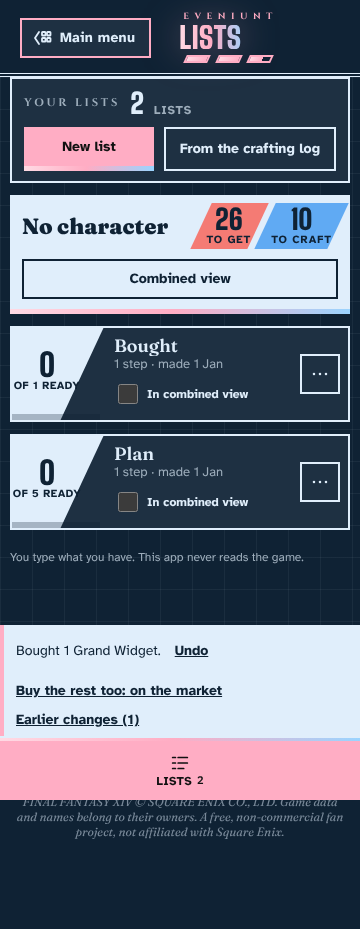 Main menu
EVENIUNT
LISTS
YOUR LISTS 2 LISTS
New list
From the crafting log
No character
26 TO GET
10 TO CRAFT
Combined view
0 OF 1 READY
Bought
1 step · made 1 Jan
In combined view
...
0 OF 5 READY
Plan
1 step · made 1 Jan
In combined view
...
You type what you have. This app never reads the game.
Bought 1 Grand Widget. Undo
Buy the rest too: on the market
Earlier changes (1)
LISTS 2
FINAL FANTASY XIV © SQUARE ENIX CO., LTD. Game data
and names belong to their owners. A free, non-commercial fan
project, not affiliated with Square Enix.